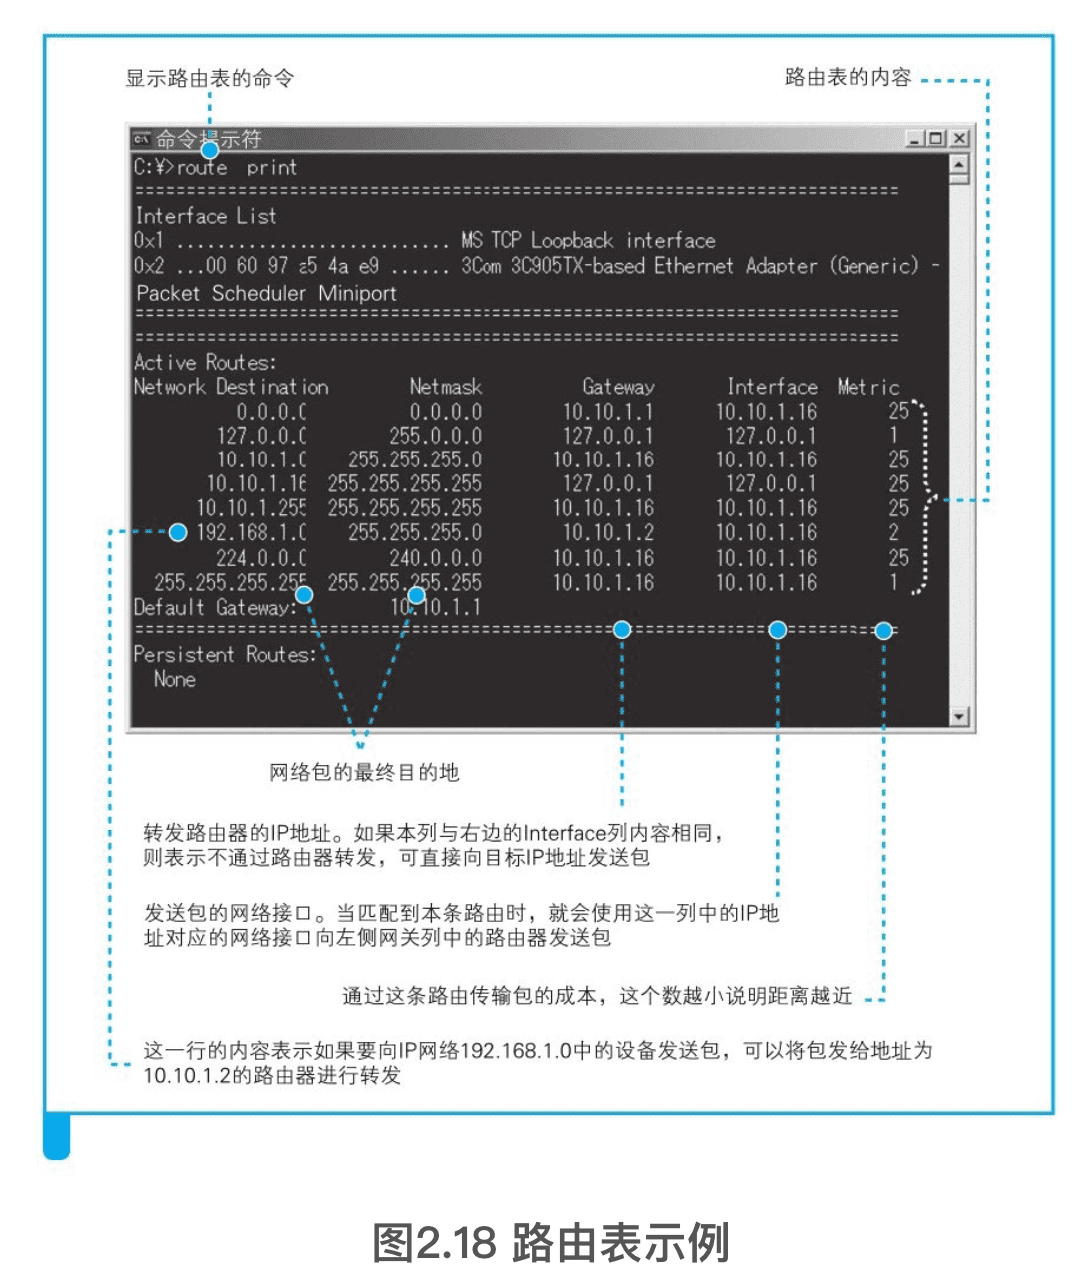 显示路由表的命令
路由表的内容
命令提示符
C:¥>route print
Interface List
0x1 ........................... MS TCP Loopback interface
0x2 ...00 60 97 a5 4a e9 ...... 3Com 3C905TX-based Ethernet Adapter (Generic) -
Packet Scheduler Miniport
Active Routes:
Network Destination Netmask Gateway Interface Metric
0.0.0.0 0.0.0.0 10.10.1.1 10.10.1.16 25
127.0.0.0 255.0.0.0 127.0.0.1 127.0.0.1 1
10.10.1.0 255.255.255.0 10.10.1.16 10.10.1.16 25
10.10.1.16 255.255.255.255 127.0.0.1 127.0.0.1 25
10.10.1.255 255.255.255.255 10.10.1.16 10.10.1.16 25
192.168.1.0 255.255.255.0 10.10.1.2 10.10.1.16 2
224.0.0.0 240.0.0.0 10.10.1.16 10.10.1.16 25
255.255.255.255 255.255.255.255 10.10.1.16 10.10.1.16 1
Default Gateway: 10.10.1.1
Persistent Routes:
None
网络包的最终目的地
转发路由器的IP地址。如果本列与右边的Interface列内容相同，
则表示不通过路由器转发，可直接向目标IP地址发送包
发送包的网络接口。当匹配到本条路由时，就会使用这一列中的IP地
址对应的网络接口向左侧网关列中的路由器发送包
通过这条路由传输包的成本，这个数越小说明距离越近
这一行的内容表示如果要向IP网络192.168.1.0中的设备发送包，可以将包发给地址为
10.10.1.2的路由器进行转发
图2.18 路由表示例